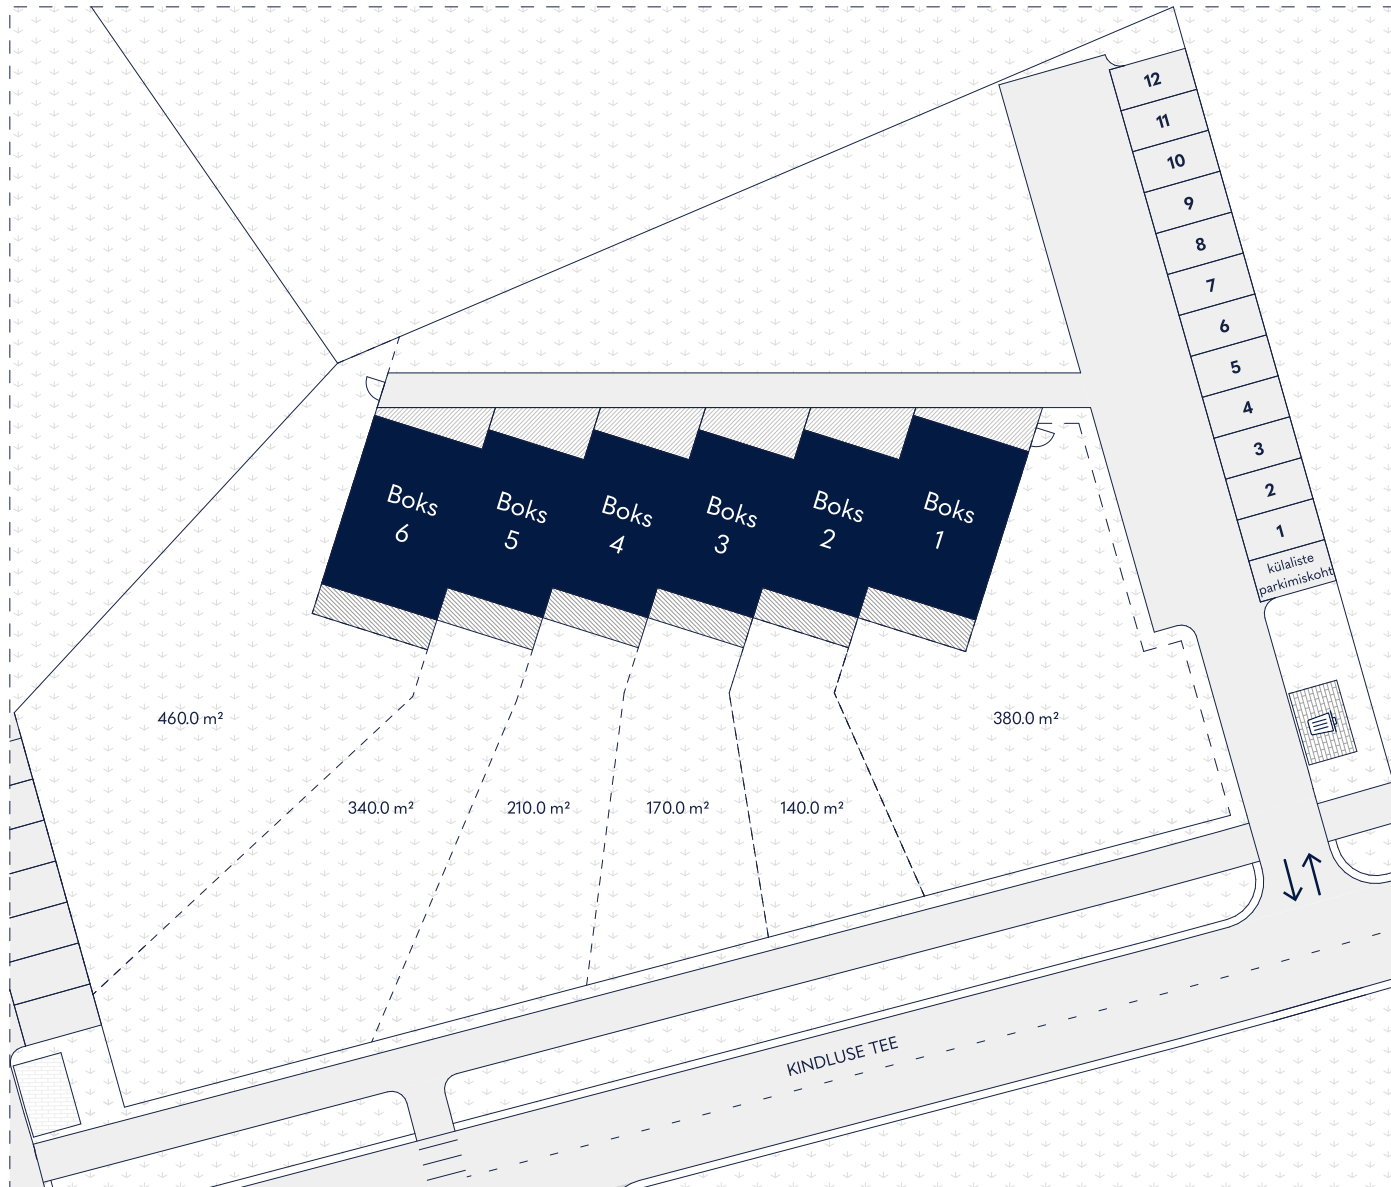 12
11
10
9
8
7
6
5
4
3
2
1
külaliste
parkimiskoht
Boks
6
Boks
5
Boks
4
Boks
3
Boks
2
Boks
1
460.0 m²
380.0 m²
340.0 m²
210.0 m²
170.0 m²
140.0 m²
KINDLUSE TEE